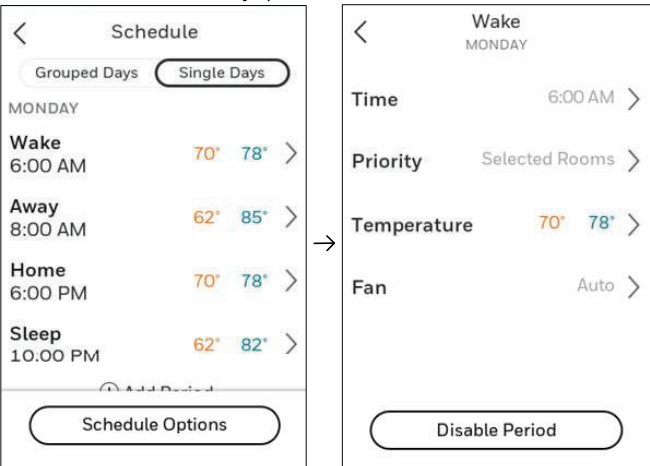 Schedule
Grouped Days Single Days
MONDAY
Wake
6:00 AM 70° 78°
Away
8:00 AM 62° 85°
Home
6:00 PM 70° 78°
Sleep
10:00 PM 62° 82°
Add Period
Schedule Options
Wake
MONDAY
Time 6:00 AM
Priority Selected Rooms
Temperature 70° 78°
Fan Auto
Disable Period